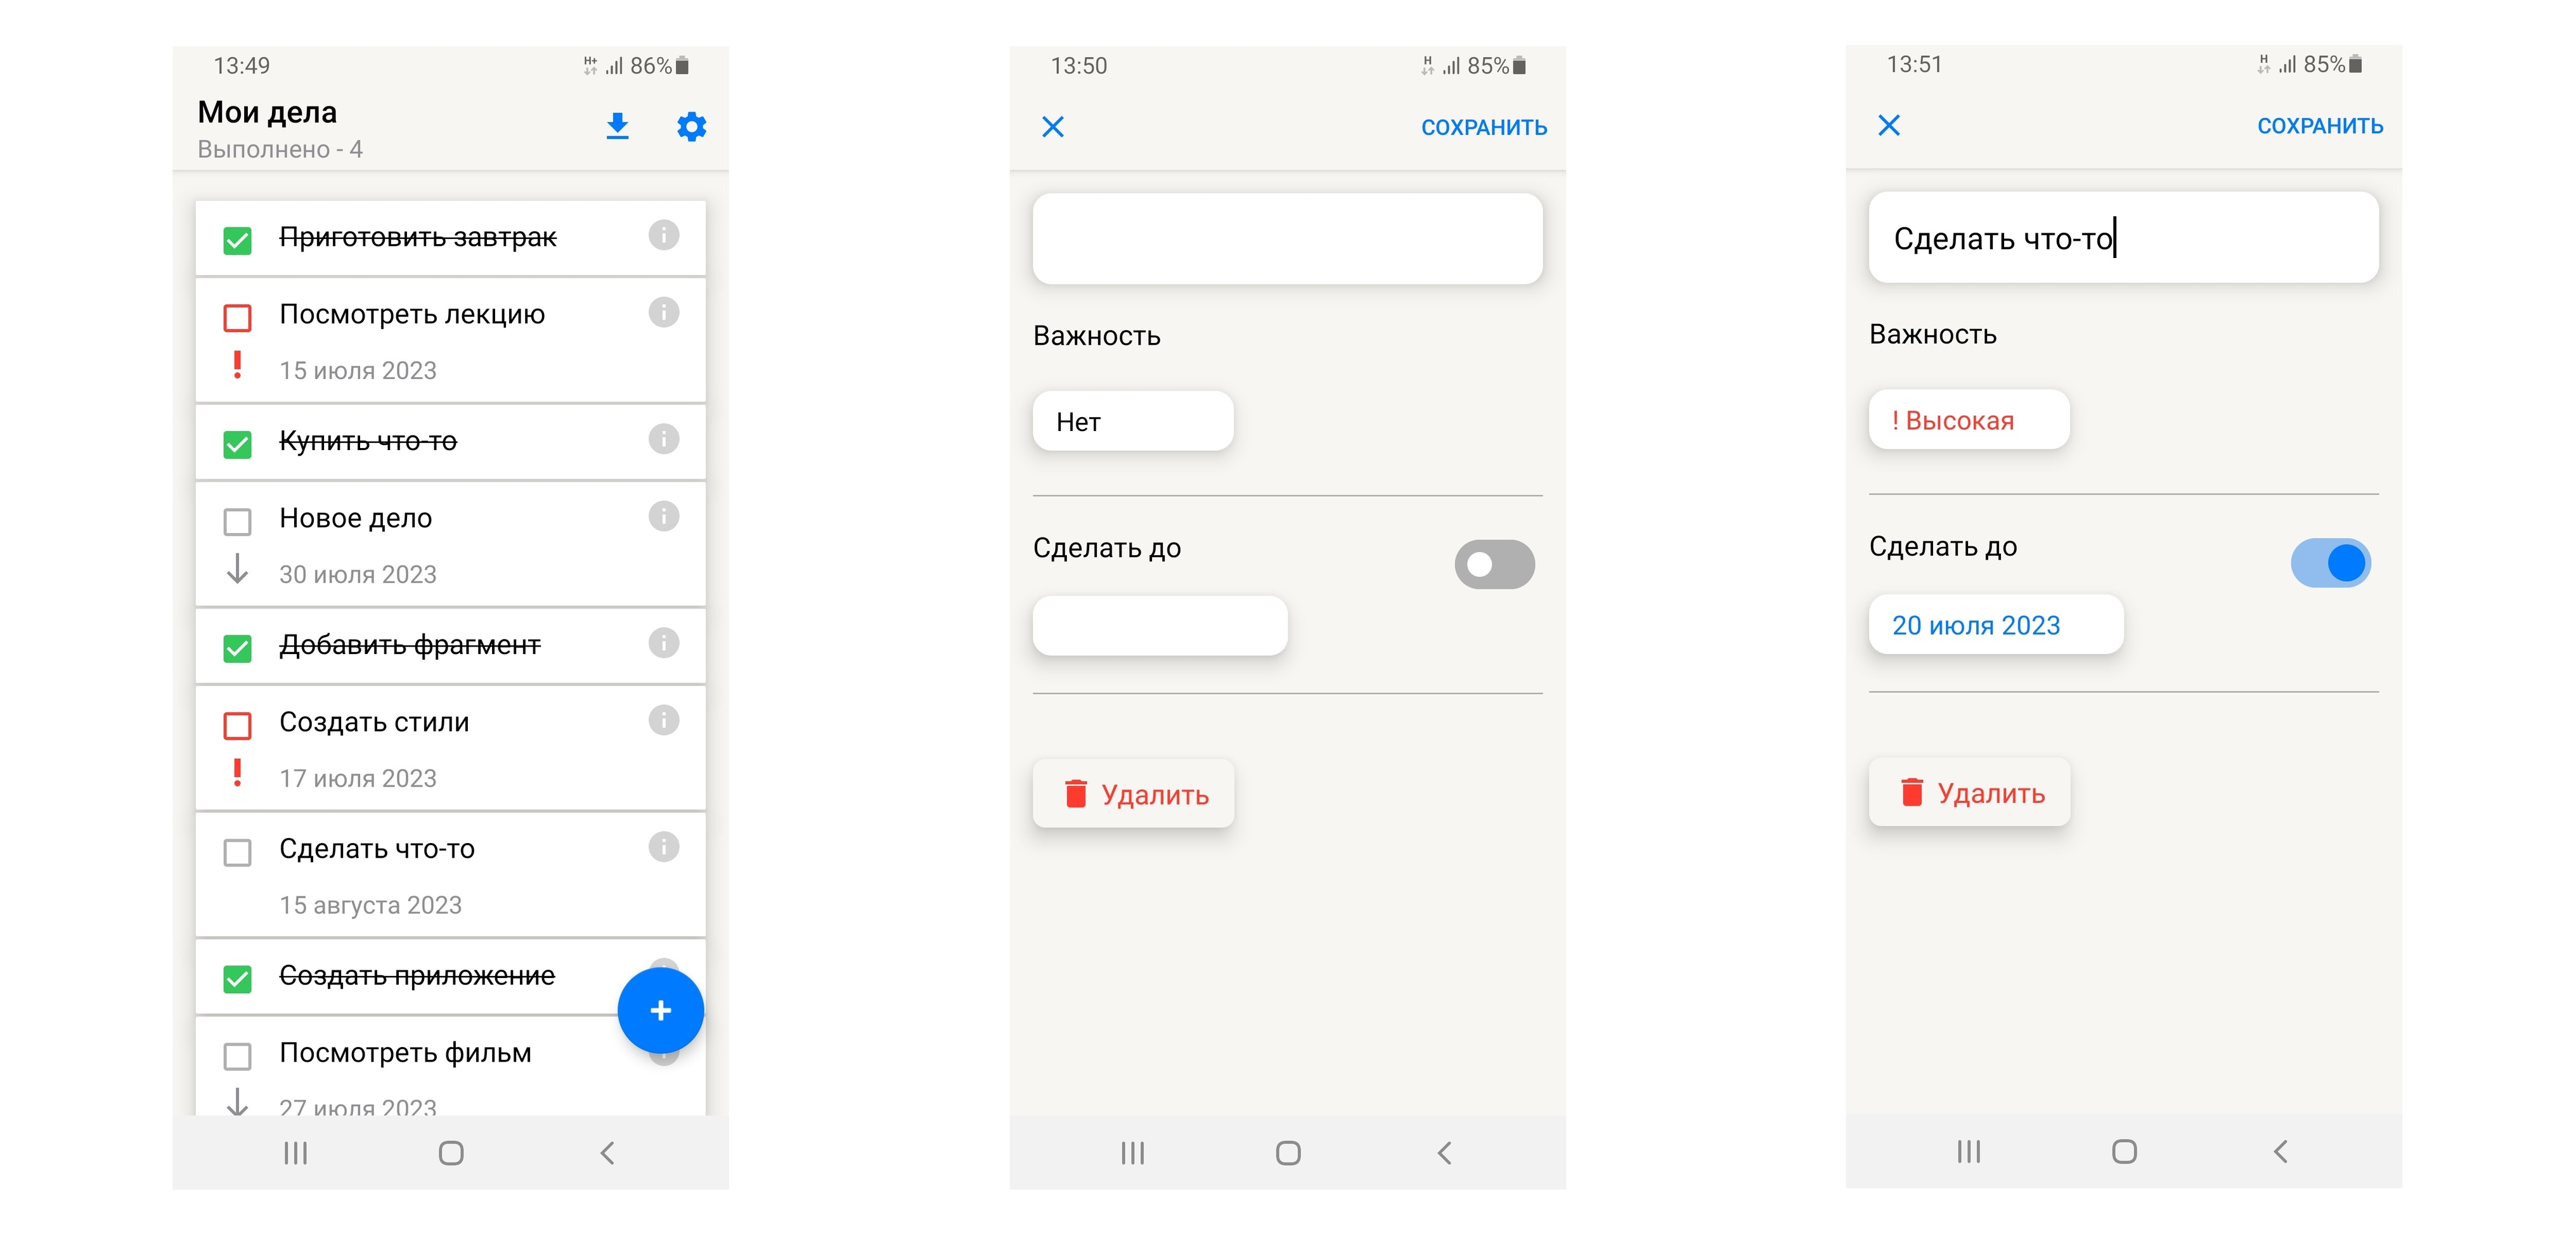 13:49 H+ 86%
Мои дела
Выполнено - 4
Приготовить завтрак
Посмотреть лекцию
! 15 июля 2023
Купить что-то
Новое дело
30 июля 2023
Добавить фрагмент
Создать стили
! 17 июля 2023
Сделать что-то
15 августа 2023
Создать приложение
+
Посмотреть фильм
27 июля 2023
13:50 H 85%
СОХРАНИТЬ
Важность
Нет
Сделать до
Удалить
13:51 H 85%
СОХРАНИТЬ
Сделать что-то
Важность
! Высокая
Сделать до
20 июля 2023
Удалить